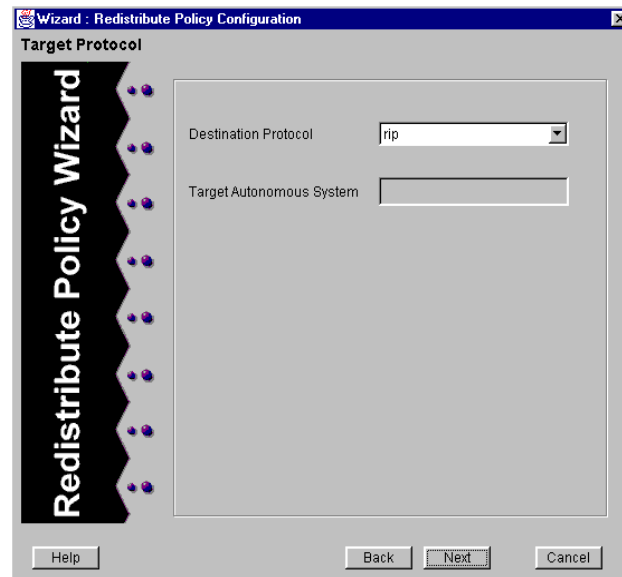 Wizard : Redistribute Policy Configuration
Target Protocol
Redistribute Policy Wizard
Destination Protocol
rip
Target Autonomous System
Help
Back
Next
Cancel